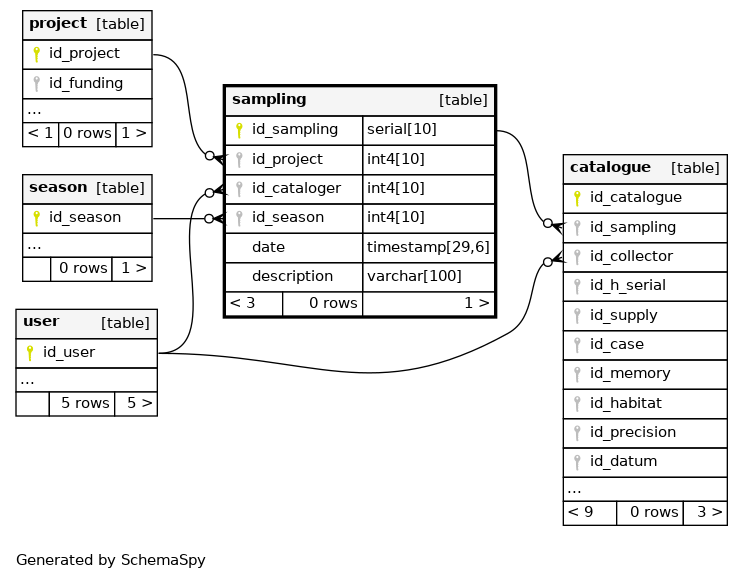 project [table]
id_project
id_funding
...
< 1 0 rows 1 >
season [table]
id_season
...
0 rows 1 >
user [table]
id_user
...
5 rows 5 >
sampling [table]
id_sampling serial[10]
id_project int4[10]
id_cataloger int4[10]
id_season int4[10]
date timestamp[29,6]
description varchar[100]
< 3 0 rows 1 >
catalogue [table]
id_catalogue
id_sampling
id_collector
id_h_serial
id_supply
id_case
id_memory
id_habitat
id_precision
id_datum
...
< 9 0 rows 3 >
Generated by SchemaSpy